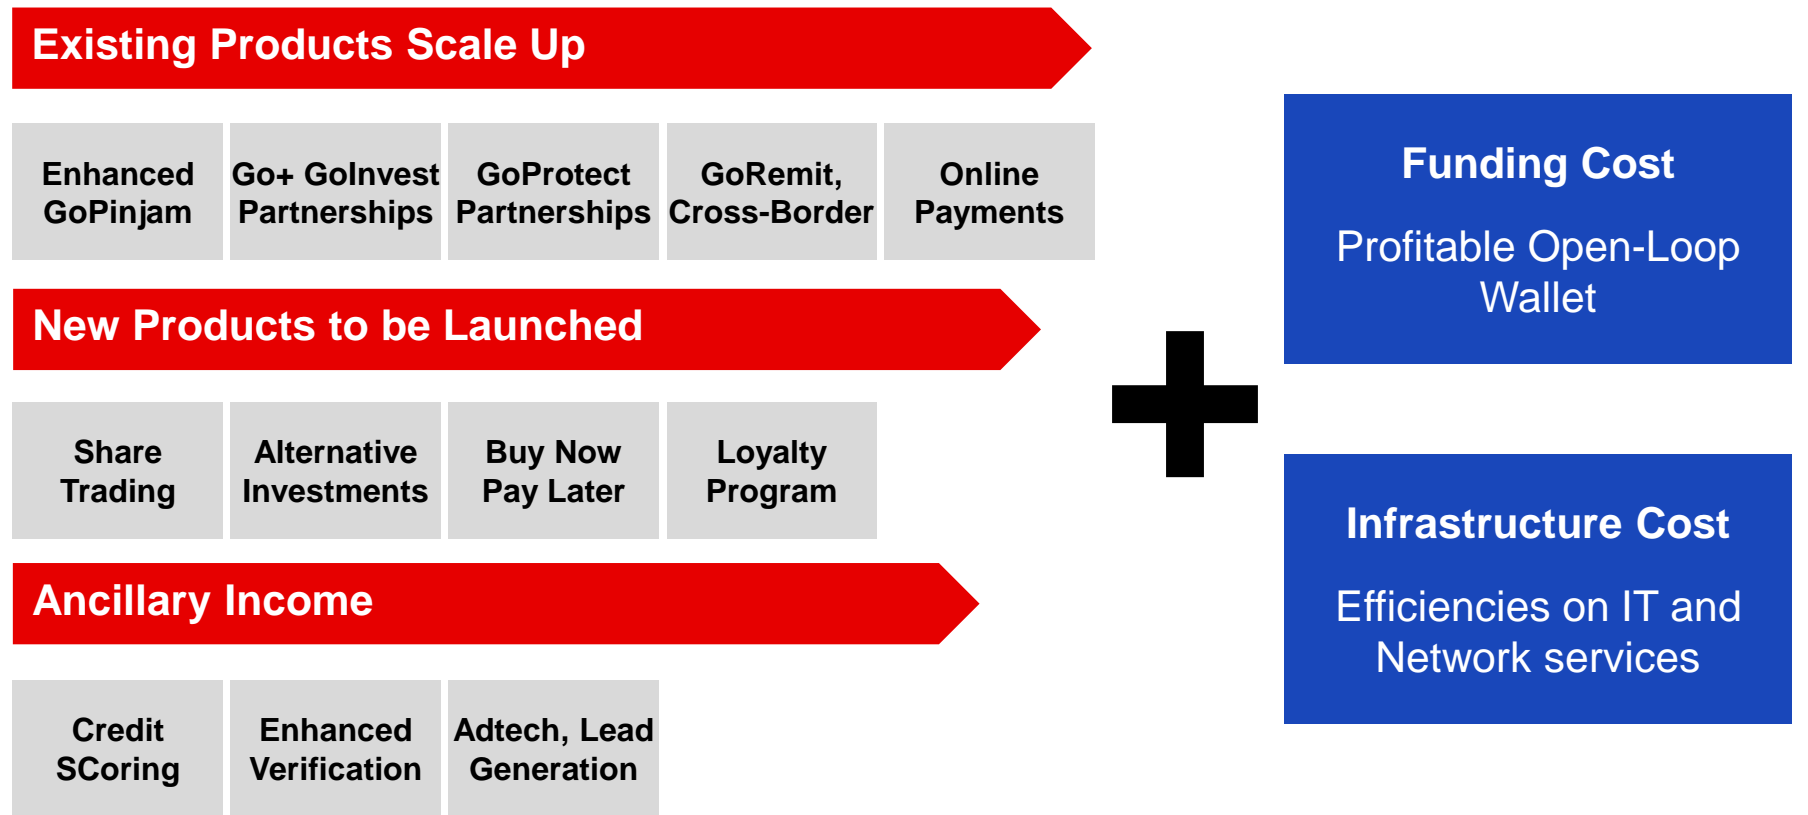 Existing Products Scale Up
Enhanced
GoPinjam
Go+ GoInvest
Partnerships
GoProtect
Partnerships
GoRemit,
Cross-Border
Online
Payments
New Products to be Launched
Share
Trading
Alternative
Investments
Buy Now
Pay Later
Loyalty
Program
Ancillary Income
Credit
SCoring
Enhanced
Verification
Adtech, Lead
Generation
Funding Cost
Profitable Open-Loop
Wallet
Infrastructure Cost
Efficiencies on IT and
Network services